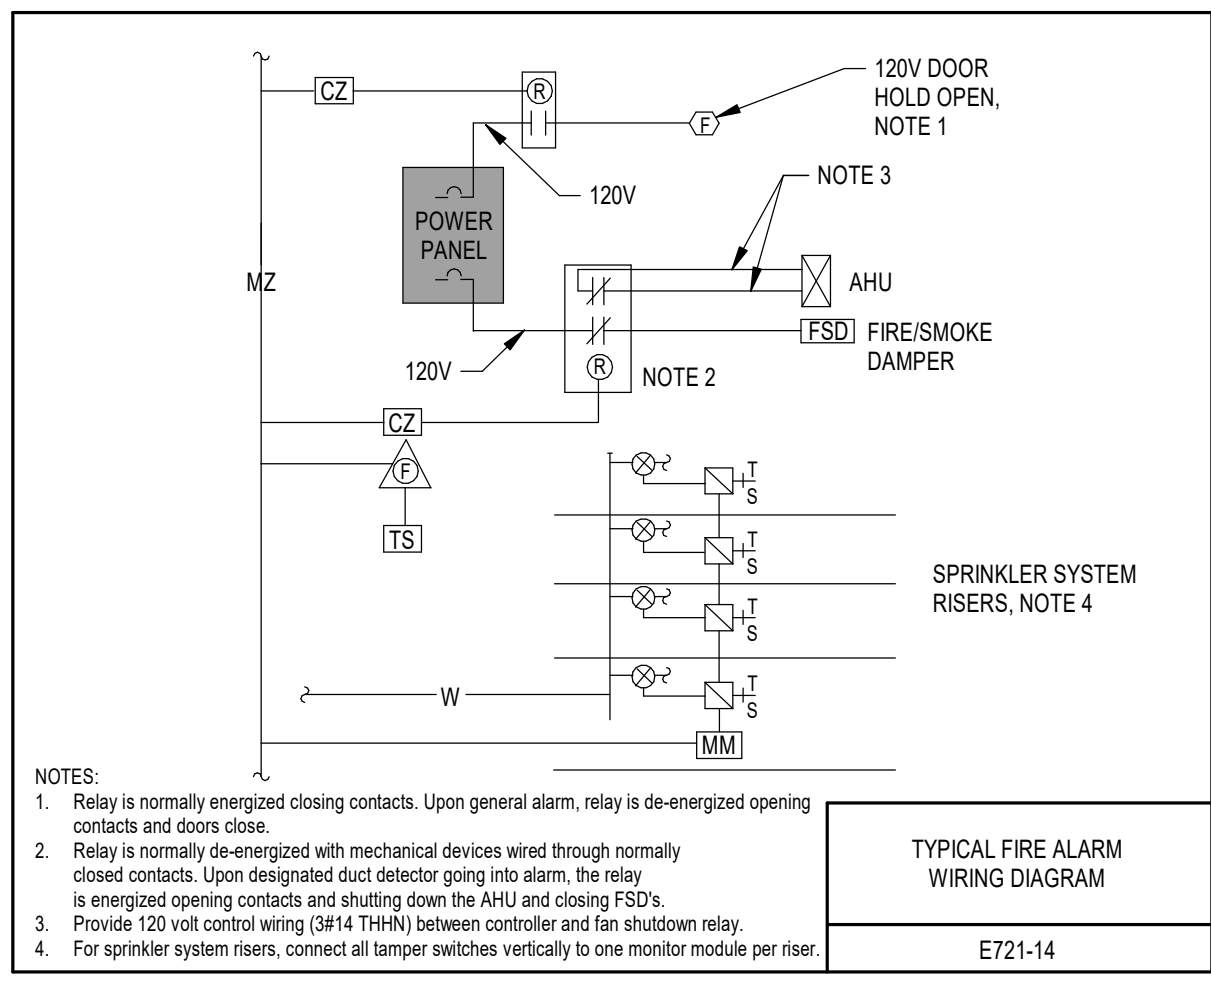 CZ
R
120V DOOR
HOLD OPEN,
NOTE 1
F
120V
NOTE 3
POWER
PANEL
MZ
AHU
FSD
FIRE/SMOKE
DAMPER
120V
R
NOTE 2
CZ
F
TS
T
S
T
S
T
S
T
S
SPRINKLER SYSTEM
RISERS, NOTE 4
W
MM
NOTES:
1. Relay is normally energized closing contacts. Upon general alarm, relay is de-energized opening
contacts and doors close.
2. Relay is normally de-energized with mechanical devices wired through normally
closed contacts. Upon designated duct detector going into alarm, the relay
is energized opening contacts and shutting down the AHU and closing FSD's.
3. Provide 120 volt control wiring (3#14 THHN) between controller and fan shutdown relay.
4. For sprinkler system risers, connect all tamper switches vertically to one monitor module per riser.
TYPICAL FIRE ALARM
WIRING DIAGRAM
E721-14